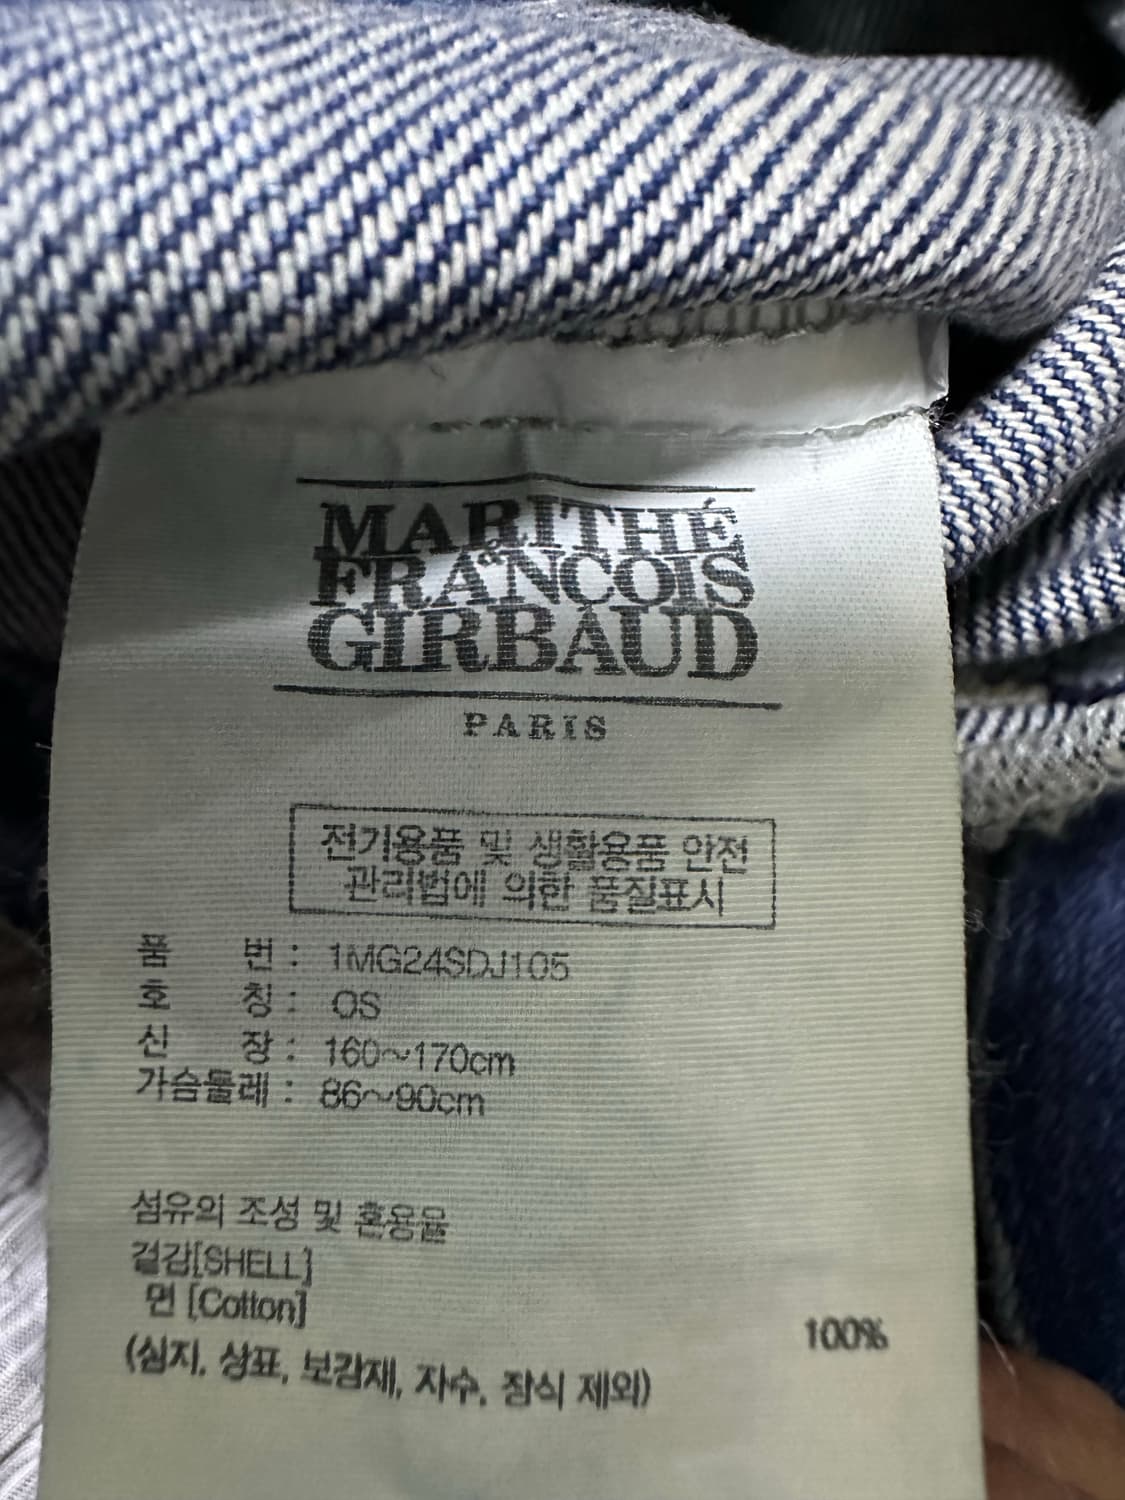 MARITHÉ
&
FRANCOIS
GIRBAUD
PARIS
전기용품 및 생활용품 안전
관리법에 의한 품질표시
품 번 : 1MG24SDJ105
호 칭 : OS
신 장 : 160~170cm
가슴둘레 : 86~90cm
섬유의 조성 및 혼용율
겉감[SHELL]
면 [Cotton] 100%
(심지, 상표, 보강재, 자수, 장식 제외)